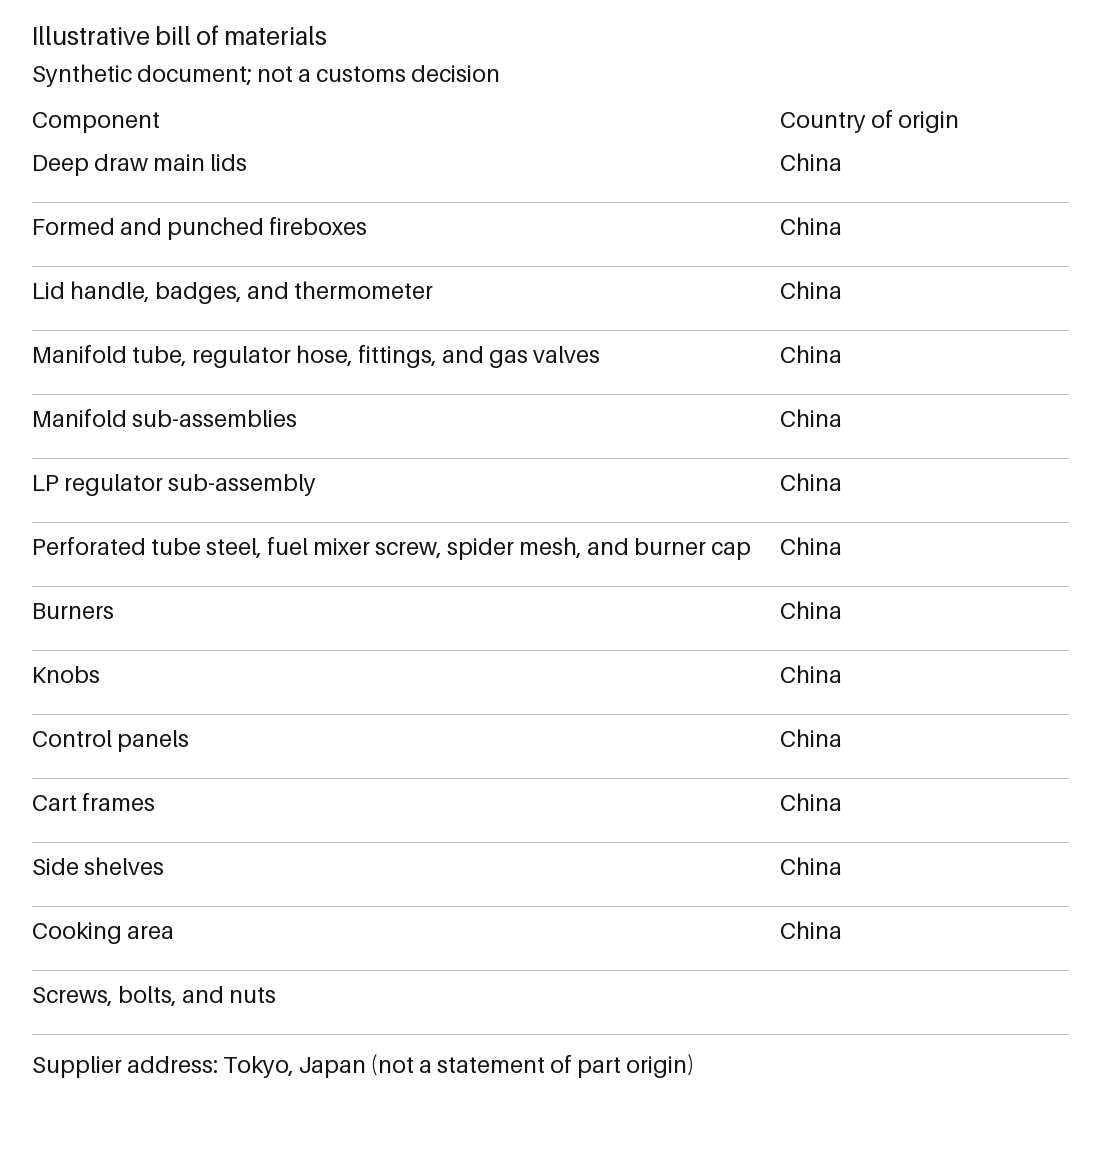 Illustrative bill of materials
Synthetic document; not a customs decision
Component Country of origin
Deep draw main lids China
Formed and punched fireboxes China
Lid handle, badges, and thermometer China
Manifold tube, regulator hose, fittings, and gas valves China
Manifold sub-assemblies China
LP regulator sub-assembly China
Perforated tube steel, fuel mixer screw, spider mesh, and burner cap China
Burners China
Knobs China
Control panels China
Cart frames China
Side shelves China
Cooking area China
Screws, bolts, and nuts
Supplier address: Tokyo, Japan (not a statement of part origin)